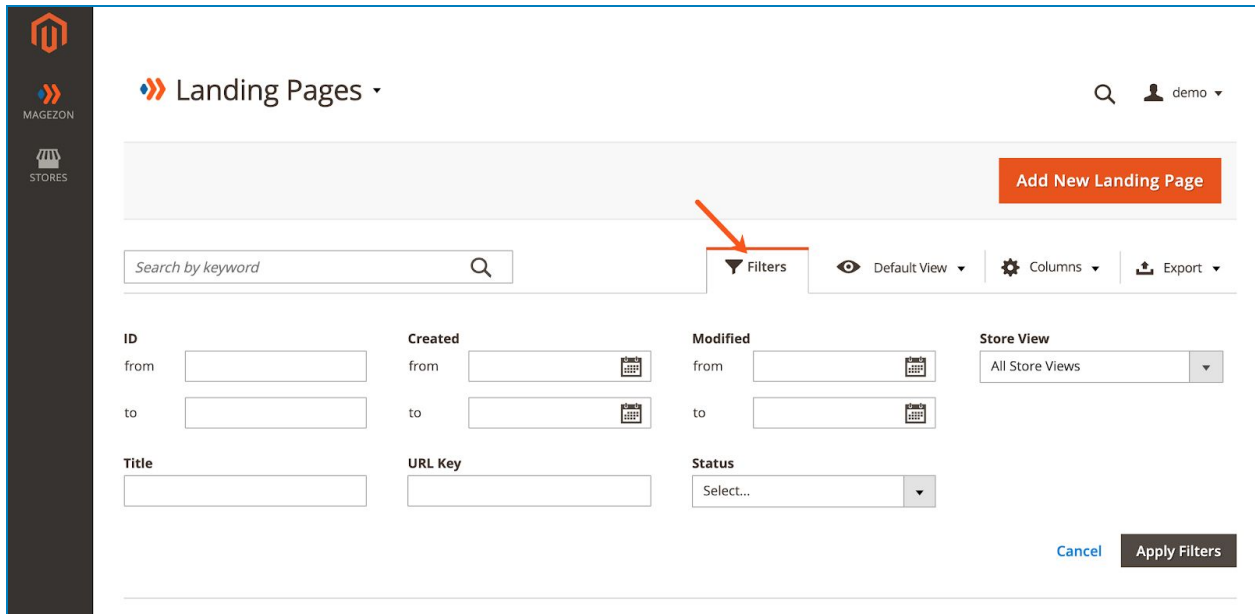 MAGEZON
STORES
Landing Pages
demo
Add New Landing Page
Search by keyword
Filters
Default View
Columns
Export
ID
Created
Modified
Store View
from
from
from
All Store Views
to
to
to
Title
URL Key
Status
Select...
Cancel
Apply Filters